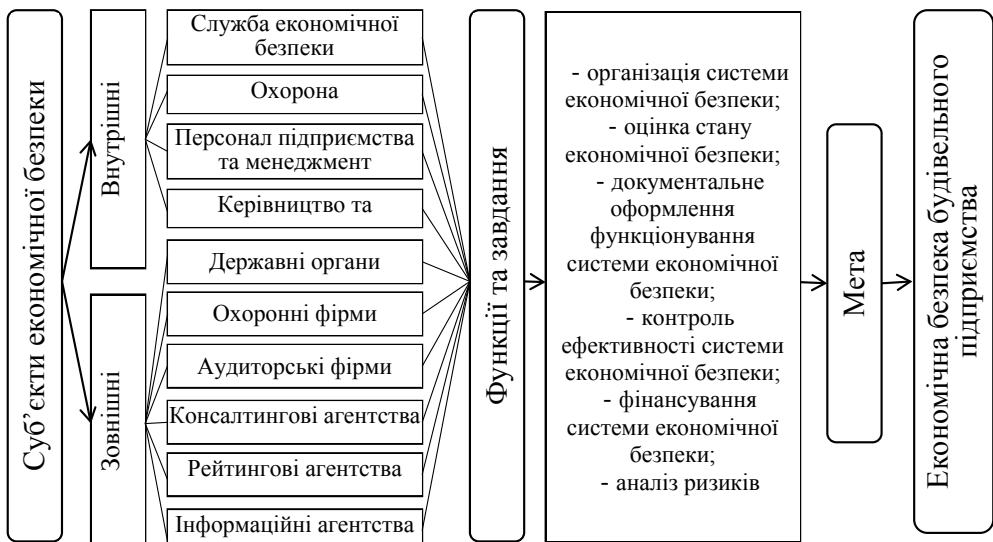 Суб’єкти економічної безпеки
Внутрішні
Служба економічної
безпеки
Охорона
Персонал підприємства
та менеджмент
Керівництво та
Зовнішні
Державні органи
Охоронні фірми
Аудиторські фірми
Консалтингові агентства
Рейтингові агентства
Інформаційні агентства
Функції та завдання
- організація системи
економічної безпеки;
- оцінка стану
економічної безпеки;
- документальне
оформлення
функціонування
системи економічної
безпеки;
- контроль
ефективності системи
економічної безпеки;
- фінансування
системи економічної
безпеки;
- аналіз ризиків
Мета
Економічна безпека будівельного
підприємства